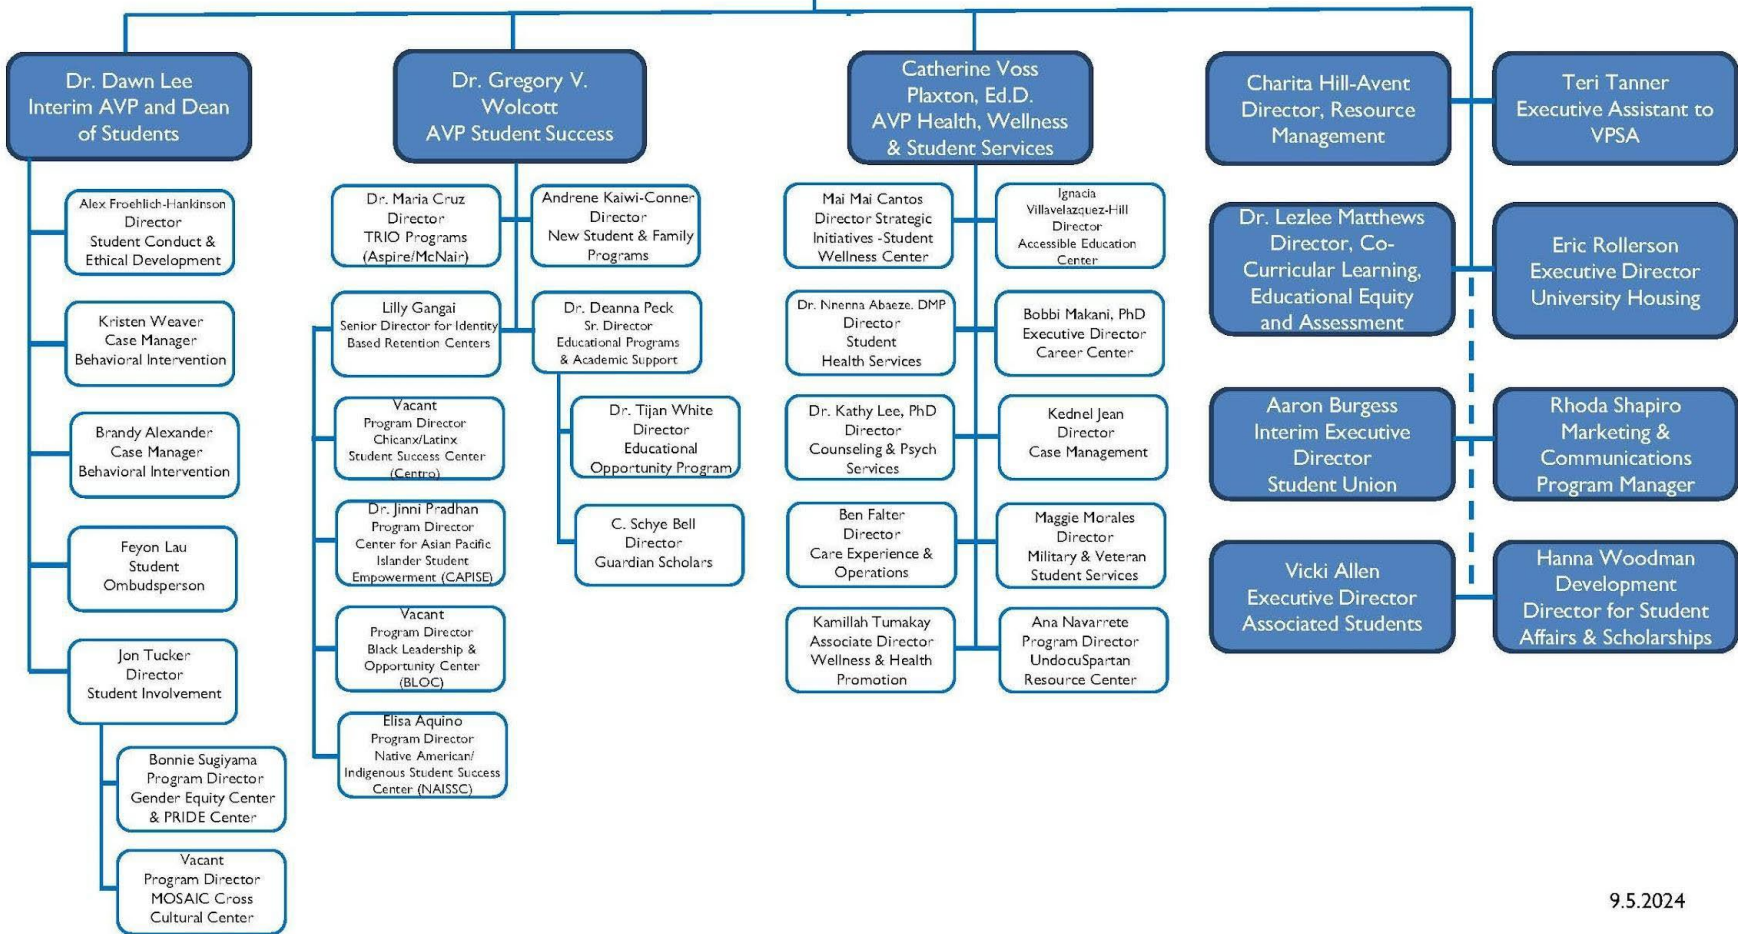 Dr. Dawn Lee
Interim AVP and Dean
of Students
Alex Froehlich-Hankinson
Director
Student Conduct &
Ethical Development
Kristen Weaver
Case Manager
Behavioral Intervention
Brandy Alexander
Case Manager
Behavioral Intervention
Feyon Lau
Student
Ombudsperson
Jon Tucker
Director
Student Involvement
Bonnie Sugiyama
Program Director
Gender Equity Center
& PRIDE Center
Vacant
Program Director
MOSAIC Cross
Cultural Center
Dr. Gregory V.
Wolcott
AVP Student Success
Dr. Maria Cruz
Director
TRIO Programs
(Aspire/McNair)
Andrene Kaiwi-Conner
Director
New Student & Family
Programs
Lilly Gangai
Senior Director for Identity
Based Retention Centers
Dr. Deanna Peck
Sr. Director
Educational Programs
& Academic Support
Vacant
Program Director
Chicanx/Latinx
Student Success Center
(Centro)
Dr. Jinni Pradhan
Program Director
Center for Asian Pacific
Islander Student
Empowerment (CAPISE)
Vacant
Program Director
Black Leadership &
Opportunity Center
(BLOC)
Elisa Aquino
Program Director
Native American/
Indigenous Student Success
Center (NAISSC)
Dr. Tijan White
Director
Educational
Opportunity Program
C. Schye Bell
Director
Guardian Scholars
Catherine Voss
Plaxton, Ed.D.
AVP Health, Wellness
& Student Services
Mai Mai Cantos
Director Strategic
Initiatives -Student
Wellness Center
Ignacia
Villavelazquez-Hill
Director
Accessible Education
Center
Dr. Nnenna Abaeze. DMP
Director
Student
Health Services
Bobbi Makani, PhD
Executive Director
Career Center
Dr. Kathy Lee, PhD
Director
Counseling & Psych
Services
Kednel Jean
Director
Case Management
Ben Falter
Director
Care Experience &
Operations
Maggie Morales
Director
Military & Veteran
Student Services
Kamillah Tumakay
Associate Director
Wellness & Health
Promotion
Ana Navarrete
Program Director
UndocuSpartan
Resource Center
Charita Hill-Avent
Director, Resource
Management
Teri Tanner
Executive Assistant to
VPSA
Dr. Lezlee Matthews
Director, Co-
Curricular Learning,
Educational Equity
and Assessment
Eric Rollerson
Executive Director
University Housing
Aaron Burgess
Interim Executive
Director
Student Union
Rhoda Shapiro
Marketing &
Communications
Program Manager
Vicki Allen
Executive Director
Associated Students
Hanna Woodman
Development
Director for Student
Affairs & Scholarships
9.5.2024